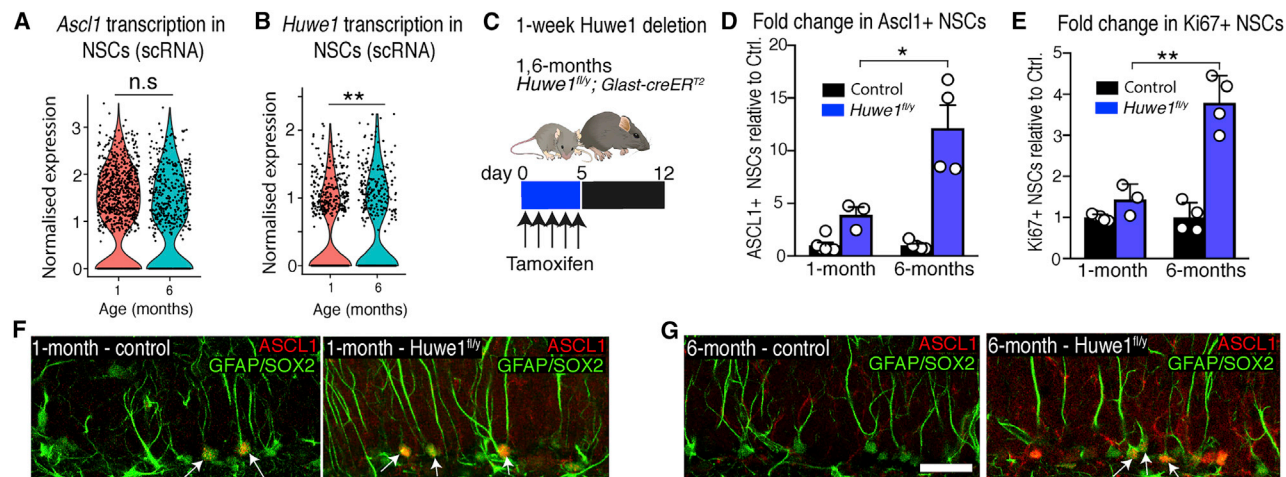 A
Ascl1 transcription in
NSCs (scRNA)
n.s
Normalised expression
3
2
1
0
1
6
Age (months)
B
Huwe1 transcription in
NSCs (scRNA)
**
Normalised expression
2
1
0
1
6
Age (months)
C
1-week Huwe1 deletion
1,6-months
Huwe1fl/y; Glast-creERT2
day 0 5 12
Tamoxifen
D
Fold change in Ascl1+ NSCs
*
Control
Huwe1fl/y
ASCL1+ NSCs relative to Ctrl.
20
15
10
5
0
1-month
6-months
E
Fold change in Ki67+ NSCs
**
Control
Huwe1fl/y
Ki67+ NSCs relative to Ctrl.
5
4
3
2
1
0
1-month
6-months
F
1-month - control
ASCL1
GFAP/SOX2
1-month - Huwe1fl/y
ASCL1
GFAP/SOX2
G
6-month - control
ASCL1
GFAP/SOX2
6-month - Huwe1fl/y
ASCL1
GFAP/SOX2